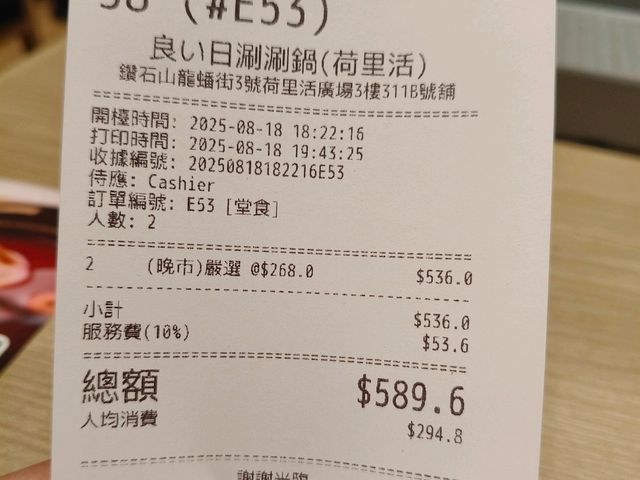 (#E53)
良い日涮涮鍋(荷里活)
鑽石山龍蟠街3號荷里活廣場3樓311B號舖
開檯時間: 2025-08-18 18:22:16
打印時間: 2025-08-18 19:43:25
收據編號: 20250818182216E53
侍應: Cashier
訂單編號: E53 [堂食]
人數: 2
2 (晚市)嚴選 @$268.0 $536.0
小計 $536.0
服務費(10%) $53.6
總額 $589.6
人均消費 $294.8
謝謝光臨